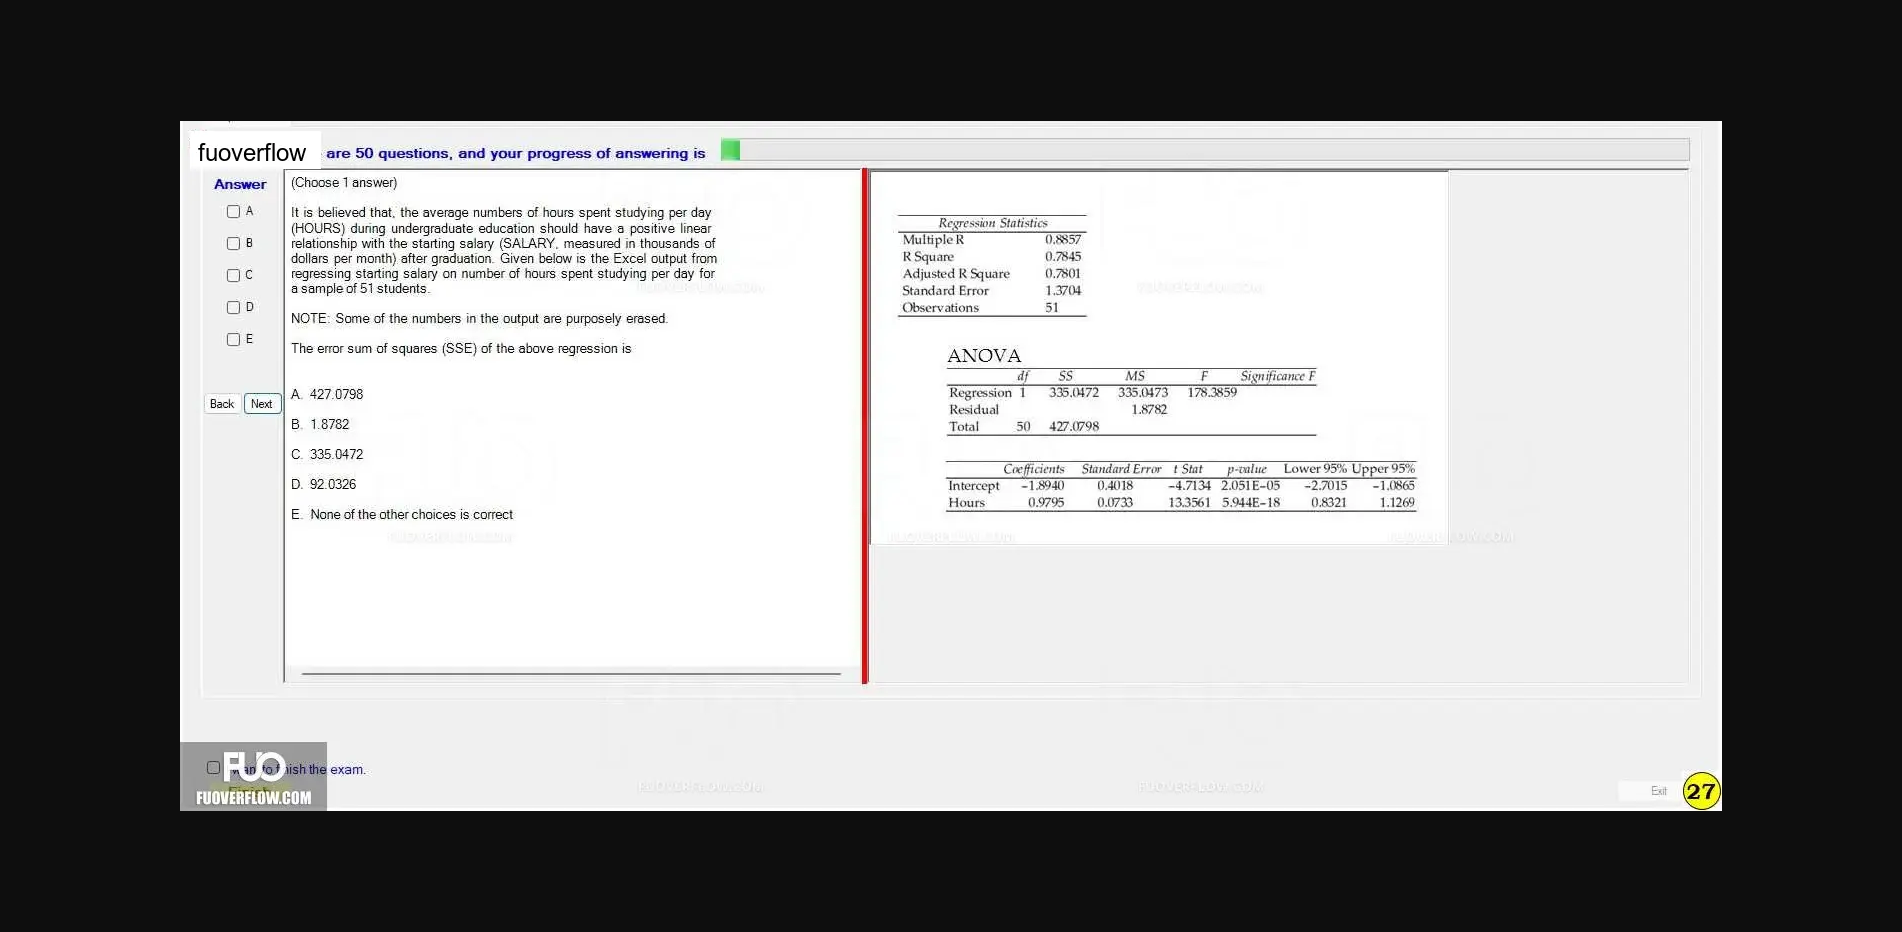 fuoverflow are 50 questions, and your progress of answering is
Answer
A
B
C
D
E
Back Next
(Choose 1 answer)
It is believed that, the average numbers of hours spent studying per day
(HOURS) during undergraduate education should have a positive linear
relationship with the starting salary (SALARY, measured in thousands of
dollars per month) after graduation. Given below is the Excel output from
regressing starting salary on number of hours spent studying per day for
a sample of 51 students.
NOTE: Some of the numbers in the output are purposely erased.
The error sum of squares (SSE) of the above regression is
A. 427.0798
B. 1.8782
C. 335.0472
D. 92.0326
E. None of the other choices is correct
Regression Statistics
Multiple R 0.8857
R Square 0.7845
Adjusted R Square 0.7801
Standard Error 1.3704
Observations 51
ANOVA
df SS MS F Significance F
Regression 1 335.0472 335.0473 178.3859
Residual 1.8782
Total 50 427.0798
Coefficients Standard Error t Stat p-value Lower 95% Upper 95%
Intercept −1.8940 0.4018 −4.7134 2.051E−05 −2.7015 −1.0865
Hours 0.9795 0.0733 13.3561 5.944E−18 0.8321 1.1269
FUO
the exam.
FUOVERFLOW.COM
Exit 27